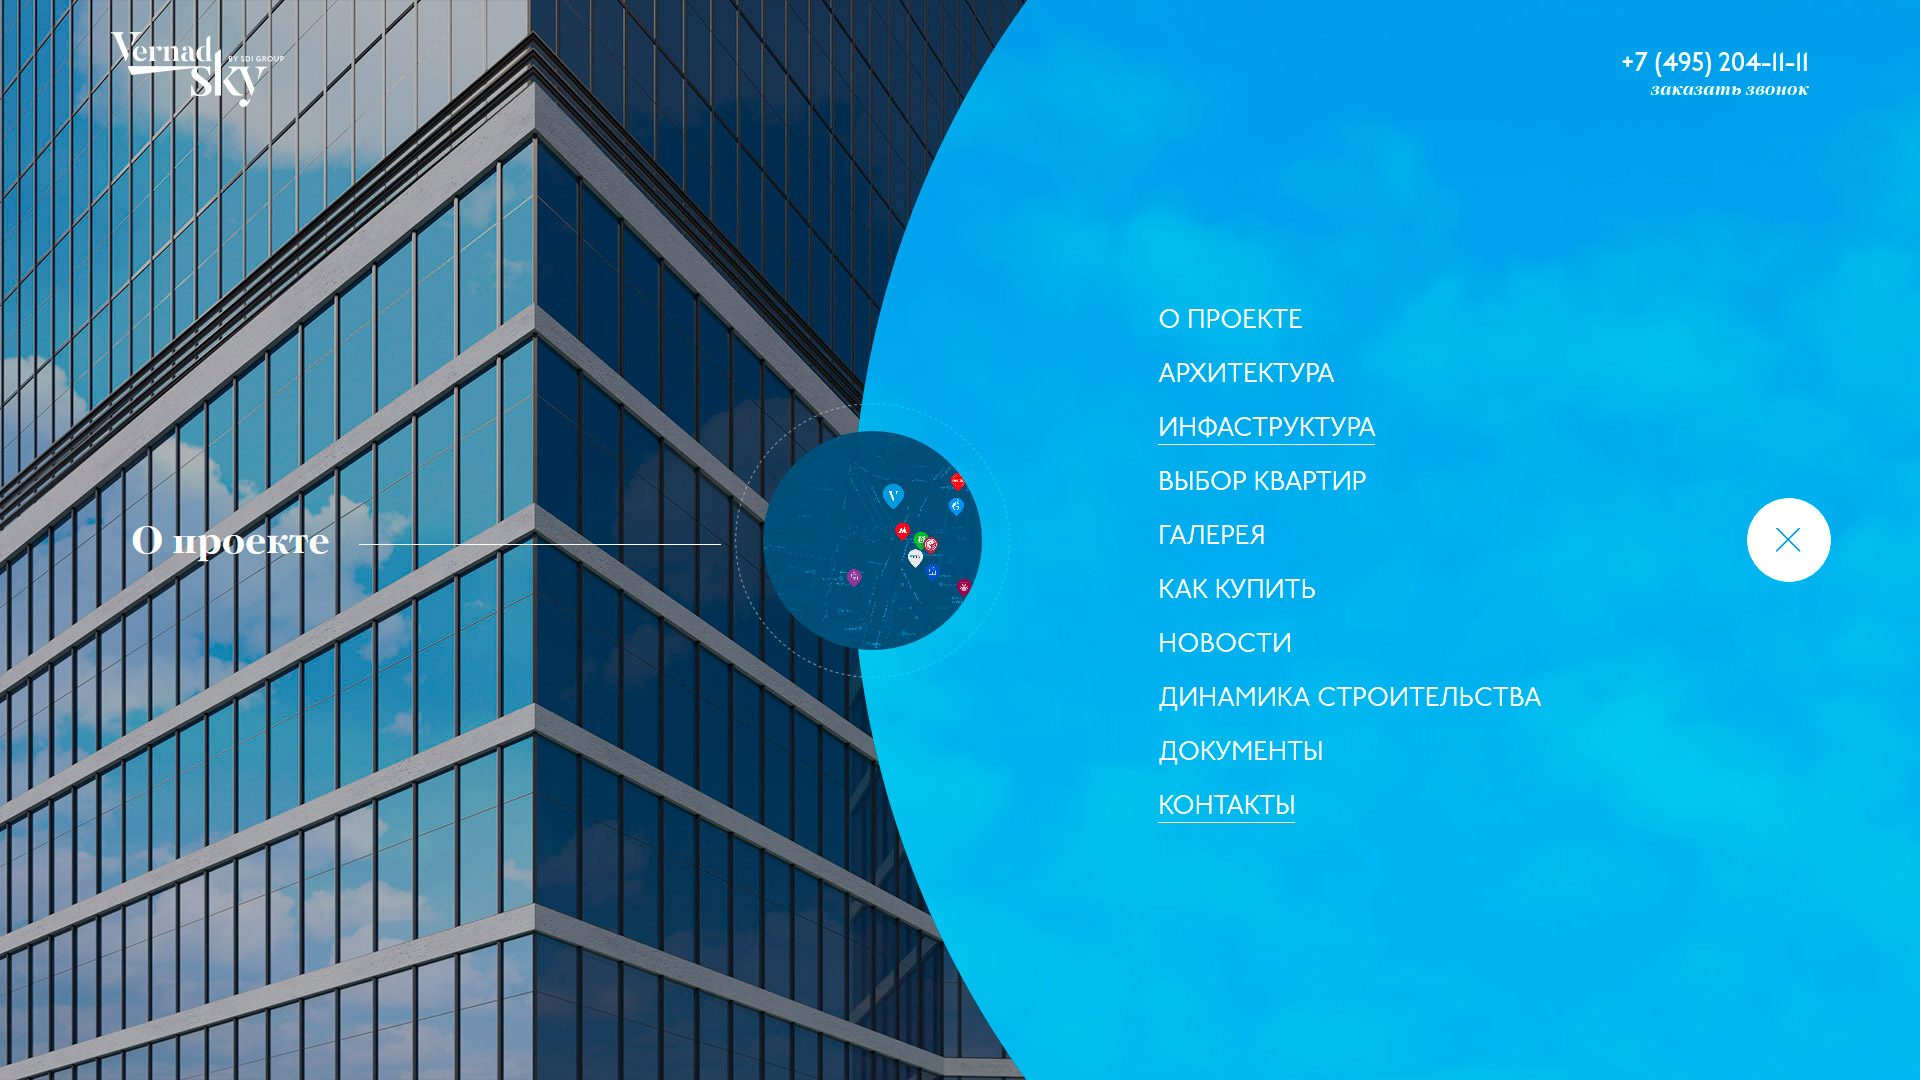 Vernad
sky
BY SDI GROUP
+7 (495) 204-11-11
заказать звонок
О проекте
V
О ПРОЕКТЕ
АРХИТЕКТУРА
ИНФАСТРУКТУРА
ВЫБОР КВАРТИР
ГАЛЕРЕЯ
КАК КУПИТЬ
НОВОСТИ
ДИНАМИКА СТРОИТЕЛЬСТВА
ДОКУМЕНТЫ
КОНТАКТЫ